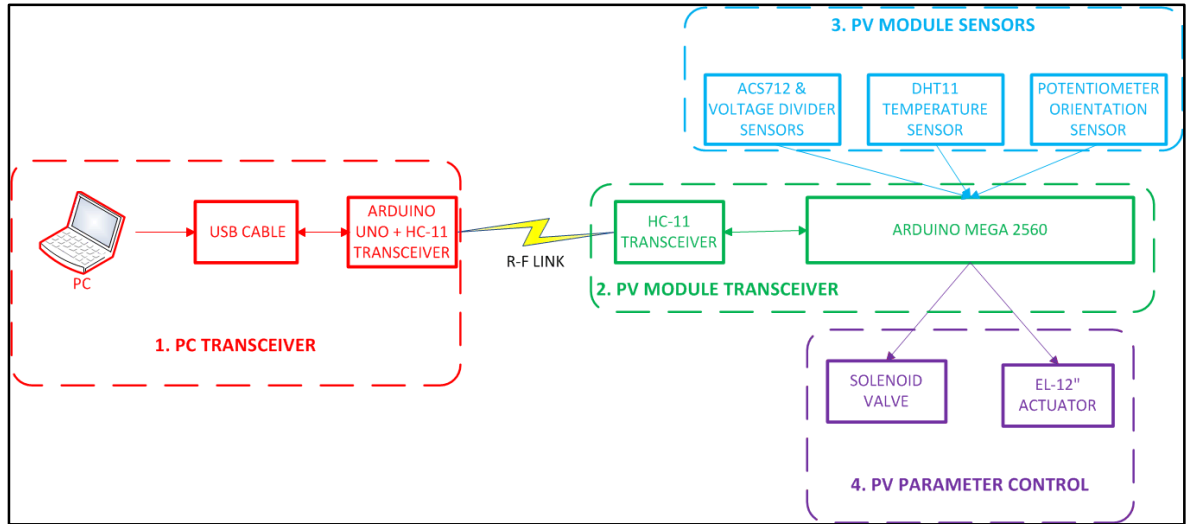 3. PV MODULE SENSORS
ACS712 &
VOLTAGE DIVIDER
SENSORS
DHT11
TEMPERATURE
SENSOR
POTENTIOMETER
ORIENTATION
SENSOR
PC
USB CABLE
ARDUINO
UNO + HC-11
TRANSCEIVER
1. PC TRANSCEIVER
R-F LINK
HC-11
TRANSCEIVER
ARDUINO MEGA 2560
2. PV MODULE TRANSCEIVER
SOLENOID
VALVE
EL-12"
ACTUATOR
4. PV PARAMETER CONTROL